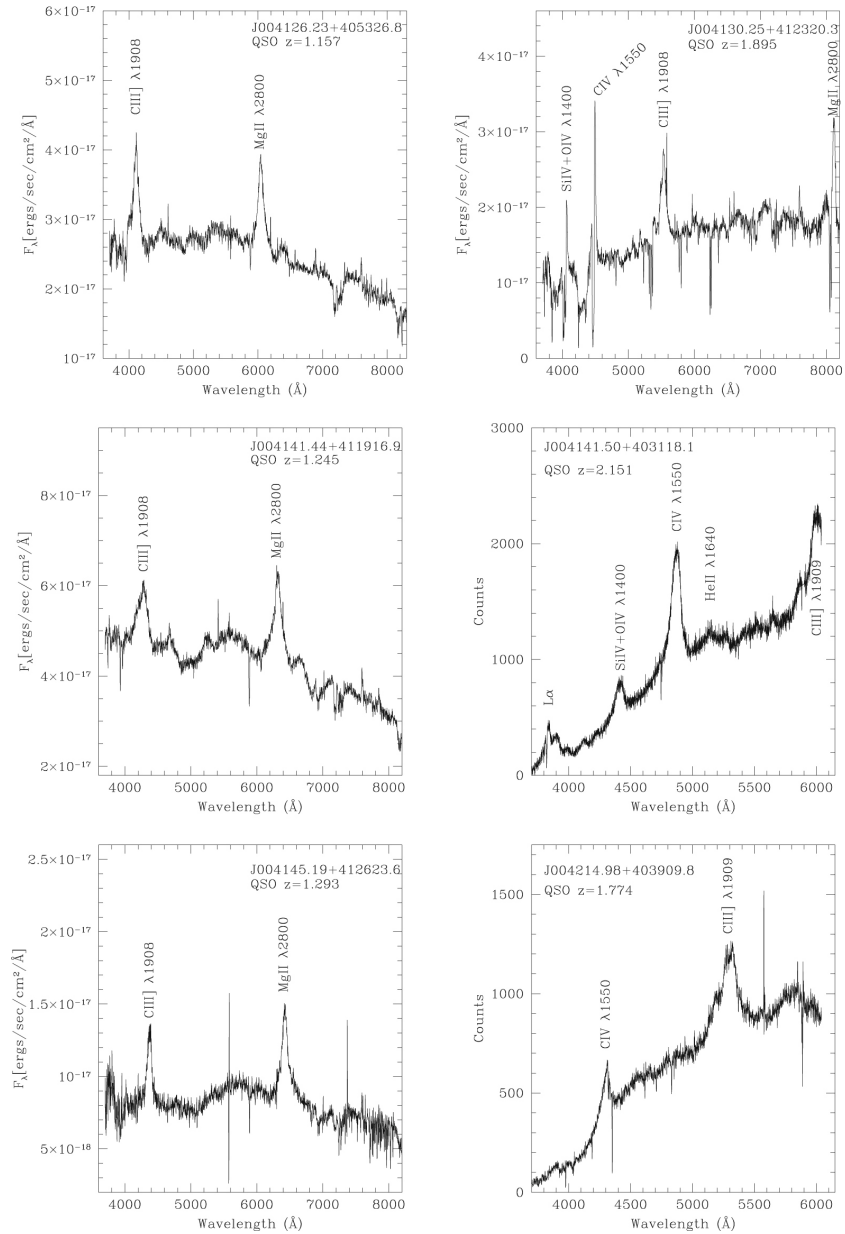 J004126.23+405326.8
QSO z=1.157
CIII] λ1908
MgII λ2800
6×10⁻¹⁷
5×10⁻¹⁷
4×10⁻¹⁷
3×10⁻¹⁷
2×10⁻¹⁷
10⁻¹⁷
Fλ[ergs/sec/cm²/Å]
4000 5000 6000 7000 8000
Wavelength (Å)
J004130.25+412320.3
QSO z=1.895
SiIV+OIV λ1400
CIV λ1550
CIII] λ1908
MgII λ2800
4×10⁻¹⁷
3×10⁻¹⁷
2×10⁻¹⁷
10⁻¹⁷
0
Fλ[ergs/sec/cm²/Å]
4000 5000 6000 7000 8000
Wavelength (Å)
J004141.44+411916.9
QSO z=1.245
CIII] λ1908
MgII λ2800
8×10⁻¹⁷
6×10⁻¹⁷
4×10⁻¹⁷
2×10⁻¹⁷
Fλ[ergs/sec/cm²/Å]
4000 5000 6000 7000 8000
Wavelength (Å)
J004141.50+403118.1
QSO z=2.151
Lα
SiIV+OIV λ1400
CIV λ1550
HeII λ1640
CIII] λ1909
3000
2000
1000
0
Counts
4000 4500 5000 5500 6000
Wavelength (Å)
J004145.19+412623.6
QSO z=1.293
CIII] λ1908
MgII λ2800
2.5×10⁻¹⁷
2×10⁻¹⁷
1.5×10⁻¹⁷
10⁻¹⁷
5×10⁻¹⁸
Fλ[ergs/sec/cm²/Å]
4000 5000 6000 7000 8000
Wavelength (Å)
J004214.98+403909.8
QSO z=1.774
CIV λ1550
CIII] λ1909
1500
1000
500
0
Counts
4000 4500 5000 5500 6000
Wavelength (Å)